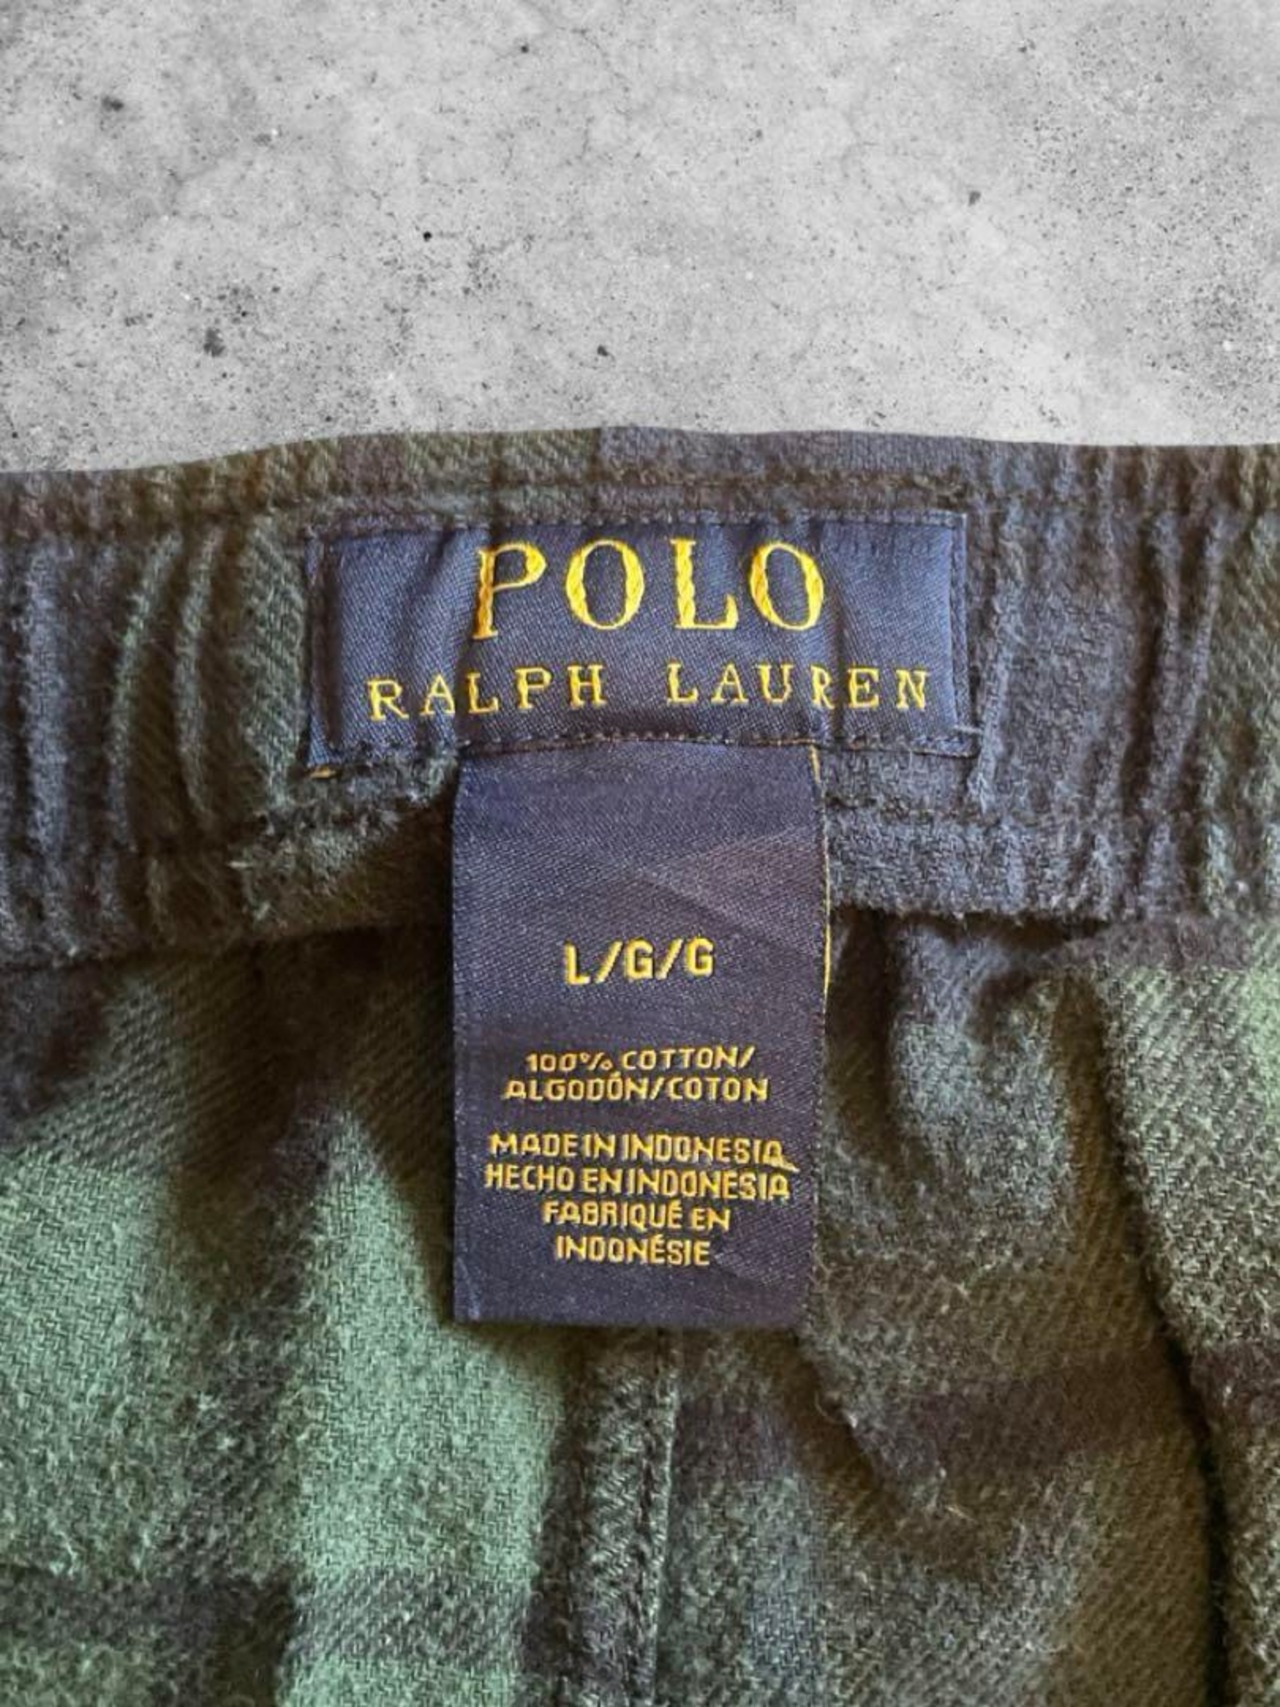 POLO
RALPH LAUREN
L/G/G
100% COTTON/
ALGODÓN/COTON
MADE IN INDONESIA
HECHO EN INDONESIA
FABRIQUÉ EN
INDONÉSIE